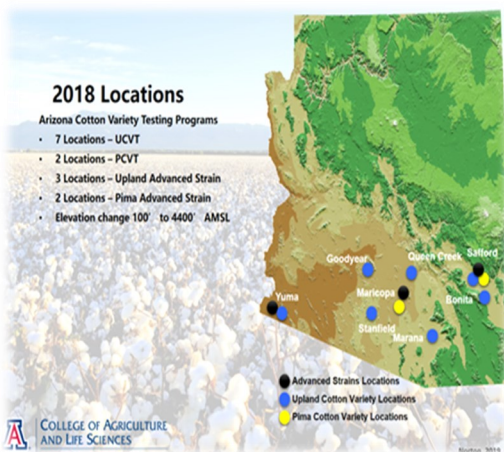 2018 Locations
Arizona Cotton Variety Testing Programs
• 7 Locations – UCVT
• 2 Locations – PCVT
• 3 Locations – Upland Advanced Strain
• 2 Locations – Pima Advanced Strain
• Elevation change 100' to 4400' AMSL
Goodyear
Queen Creek
Safford
Yuma
Maricopa
Bonita
Stanfield
Marana
Advanced Strains Locations
Upland Cotton Variety Locations
Pima Cotton Variety Locations
A
COLLEGE OF AGRICULTURE
AND LIFE SCIENCES